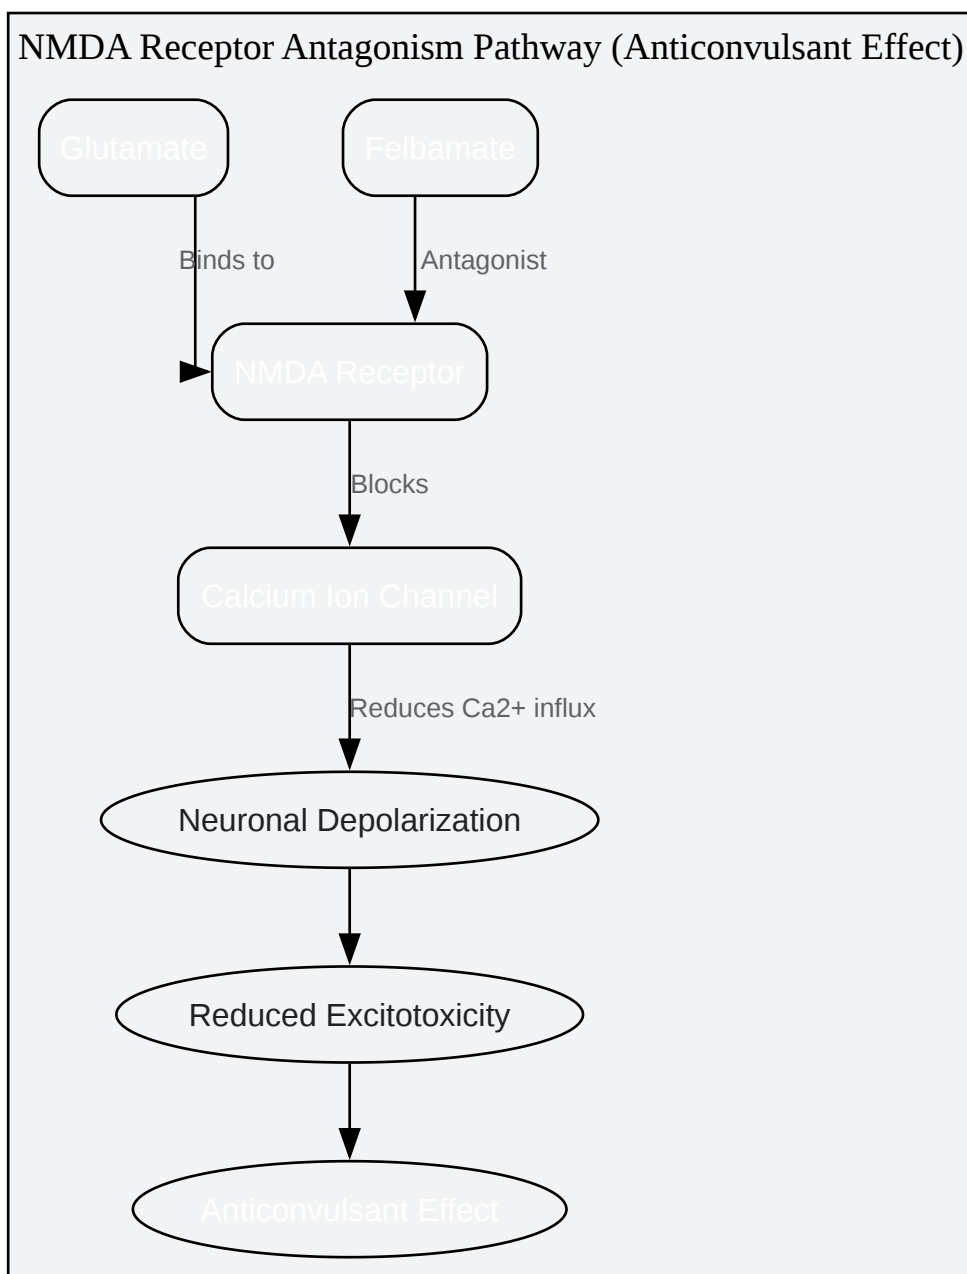 NMDA Receptor Antagonism Pathway (Anticonvulsant Effect)
Glutamate
Felbamate
Binds to
Antagonist
NMDA Receptor
Blocks
Calcium Ion Channel
Reduces Ca2+ influx
Neuronal Depolarization
Reduced Excitotoxicity
Anticonvulsant Effect